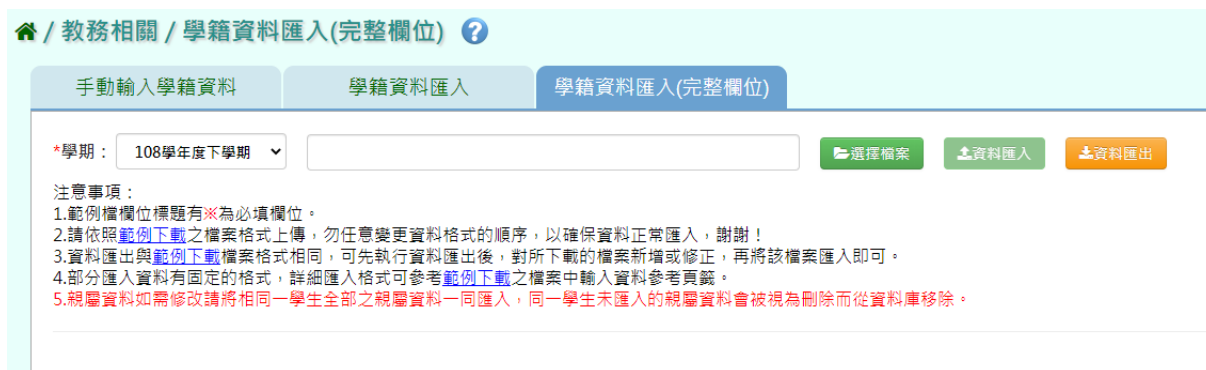 / 教務相關 / 學籍資料匯入(完整欄位) ?
手動輸入學籍資料 學籍資料匯入 學籍資料匯入(完整欄位)
*學期： 108學年度下學期 選擇檔案 資料匯入 資料匯出
注意事項：
1.範例檔欄位標題有※為必填欄位。
2.請依照範例下載之檔案格式上傳，勿任意變更資料格式的順序，以確保資料正常匯入，謝謝！
3.資料匯出與範例下載檔案格式相同，可先執行資料匯出後，對所下載的檔案新增或修正，再將該檔案匯入即可。
4.部分匯入資料有固定的格式，詳細匯入格式可參考範例下載之檔案中輸入資料參考頁籤。
5.親屬資料如需修改請將相同一學生全部之親屬資料一同匯入，同一學生未匯入的親屬資料會被視為刪除而從資料庫移除。